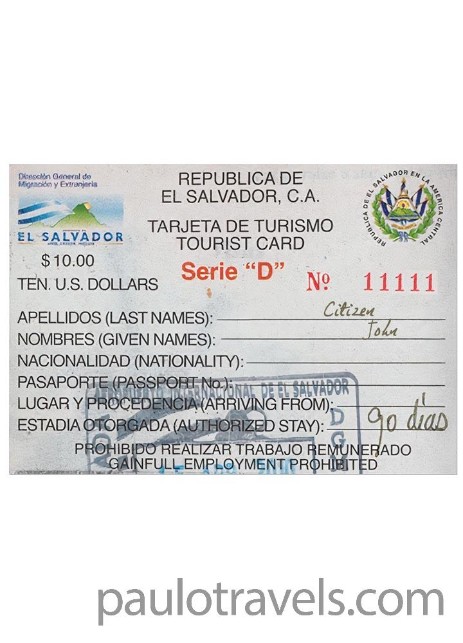 Dirección General de
Migración y Extranjería
EL SALVADOR
REPUBLICA DE
EL SALVADOR, C.A.
TARJETA DE TURISMO
TOURIST CARD
REPUBLICA DE EL SALVADOR EN LA AMERICA CENTRAL
$10.00
TEN. U.S. DOLLARS
Serie "D"
Nº 11111
APELLIDOS (LAST NAMES): Citizen
NOMBRES (GIVEN NAMES): John
NACIONALIDAD (NATIONALITY):
PASAPORTE (PASSPORT No.):
LUGAR Y PROCEDENCIA (ARRIVING FROM):
ESTADIA OTORGADA (AUTHORIZED STAY): 90 días
PROHIBIDO REALIZAR TRABAJO REMUNERADO
GAINFULL EMPLOYMENT PROHIBITED
DE EL SALVADOR
paulotravels.com